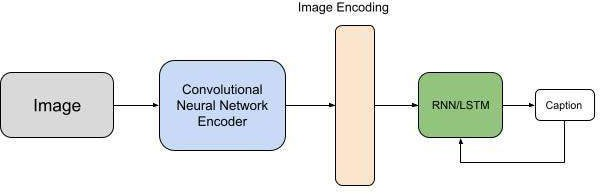 Image Encoding
Image
Convolutional
Neural Network
Encoder
RNN/LSTM
Caption